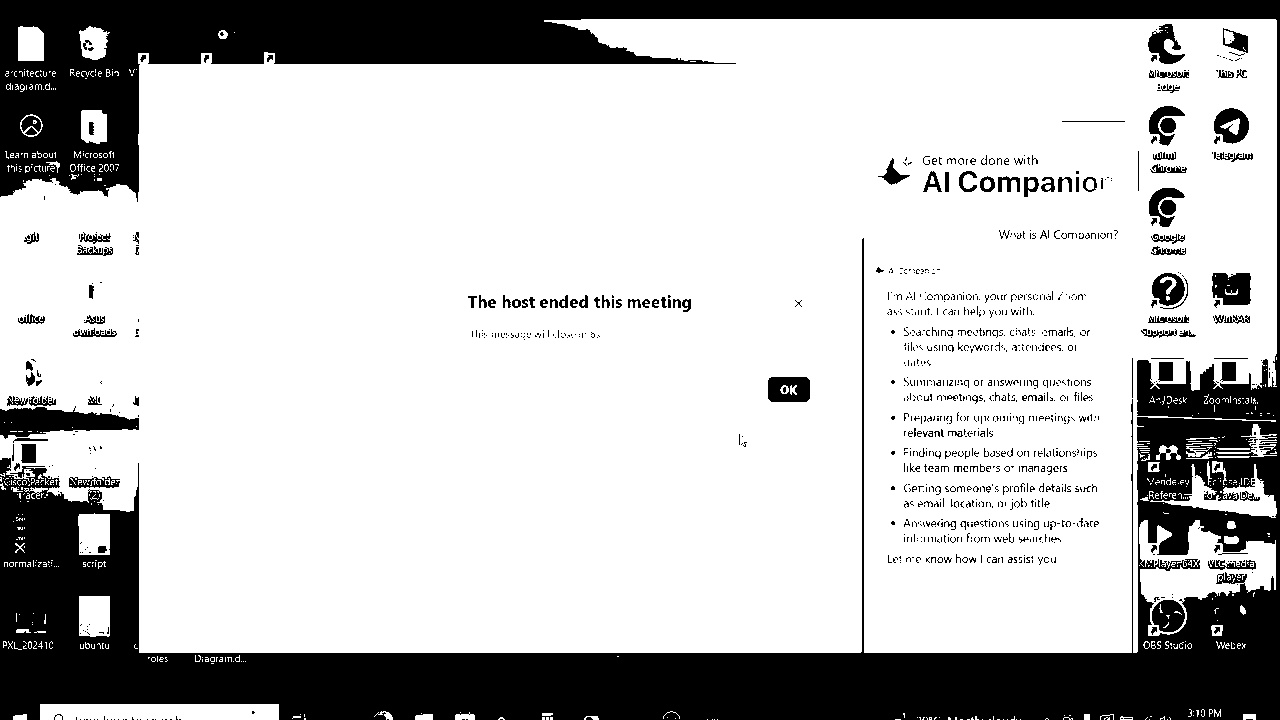 architecture
diagram.d...
Recycle Bin
Learn about
this picture
Microsoft
Office 2007
git
Project
Backups
office
Asus
New folder
ML
New folder
(2)
normalizati...
script
PXL_202410
ubuntu
roles
Diagram.d...
Get more done with
AI Companion
What is AI Companion?
AI Companion
I'm AI Companion, your personal Zoom
assistant. I can help you with:
• Searching meetings, chats, emails, or
files using keywords, attendees, or
dates
• Summarizing or answering questions
about meetings, chats, emails, or files
• Preparing for upcoming meetings with
relevant materials
• Finding people based on relationships
like team members or managers
• Getting someone's profile details such
as email, location, or job title
• Answering questions using up-to-date
information from web searches
Let me know how I can assist you
The host ended this meeting
This message will close in 6s
OK
Microsoft
Edge
This PC
Chrome
Telegram
Google
Chrome
Microsoft
Support an...
WinRAR
AnyDesk
ZoomInstall...
Mendeley
Referen...
Eclipse IDE
for Java De...
KMPlayer 64X
VLC media
player
OBS Studio
Webex
3:10 PM